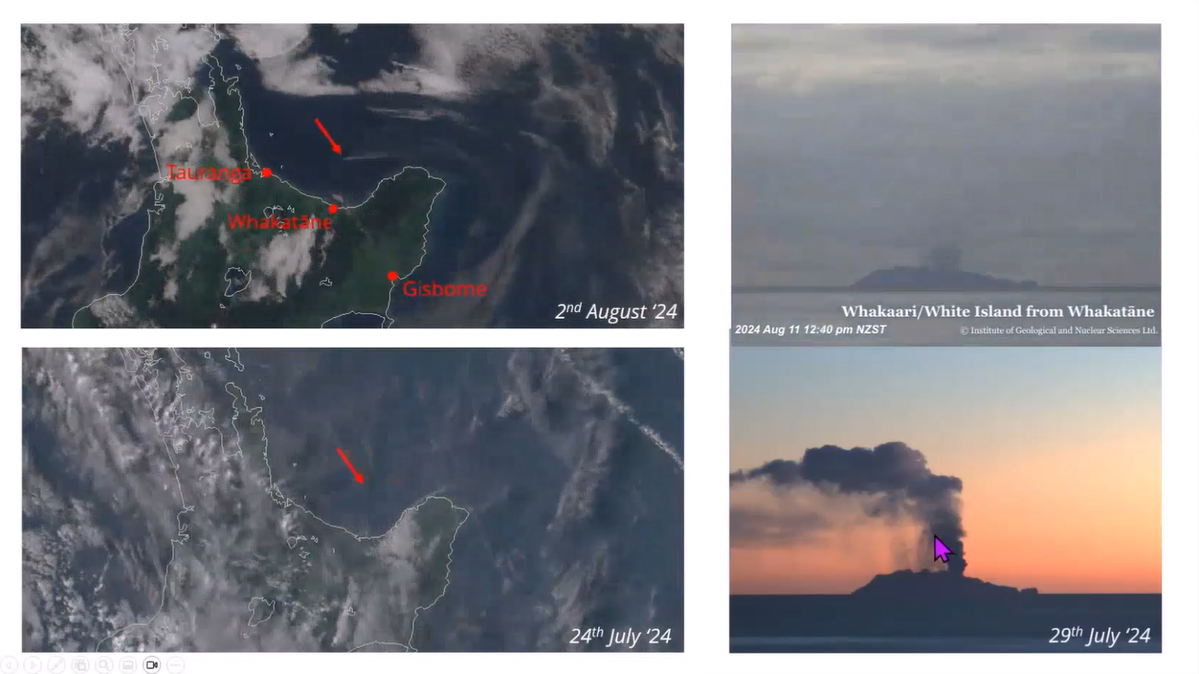 Tauranga
Whakatāne
Gisborne
2nd August ‘24
Whakaari/White Island from Whakatāne
2024 Aug 11 12:40 pm NZST
© Institute of Geological and Nuclear Sciences Ltd.
24th July ‘24
29th July ‘24